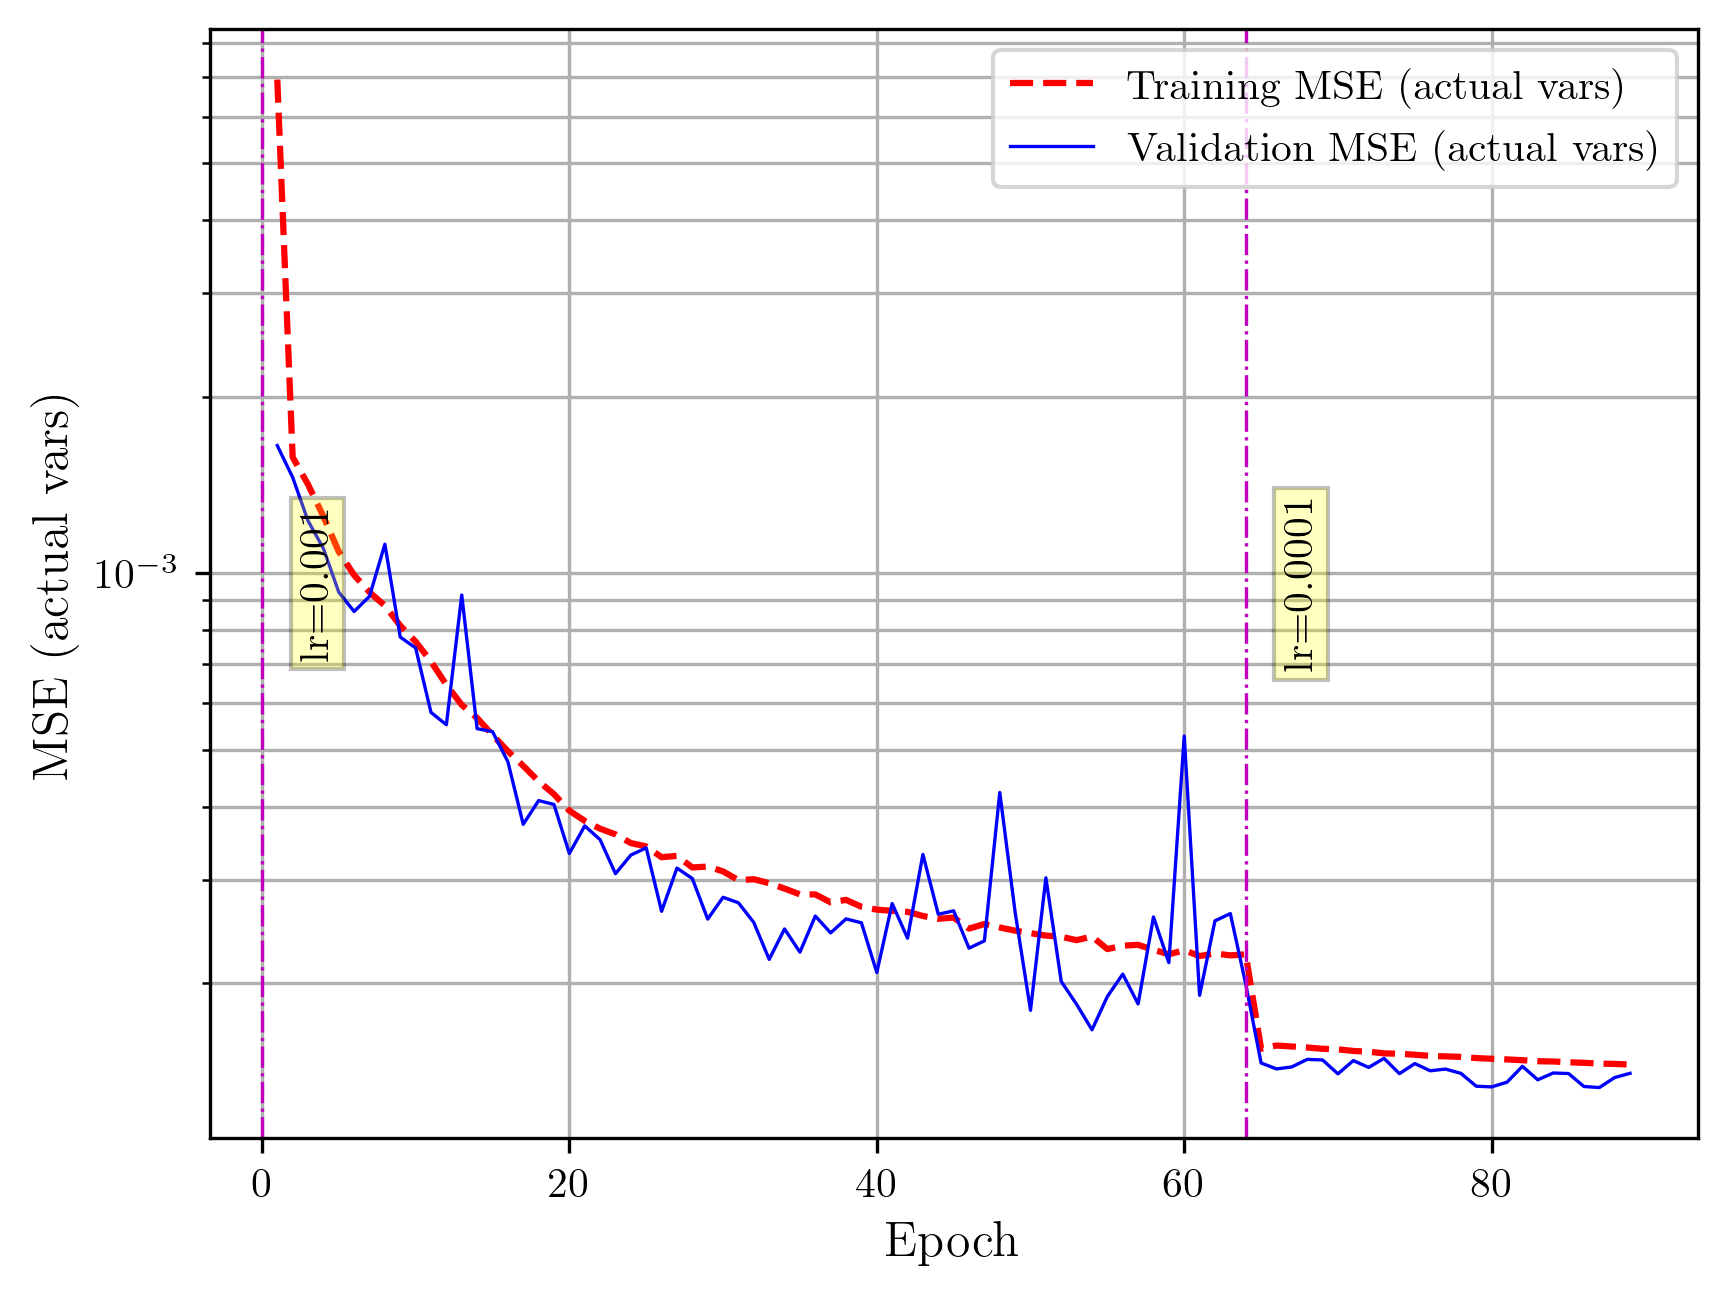 Training MSE (actual vars)
Validation MSE (actual vars)
MSE (actual vars)
10⁻³
lr=0.001
lr=0.0001
0 20 40 60 80
Epoch